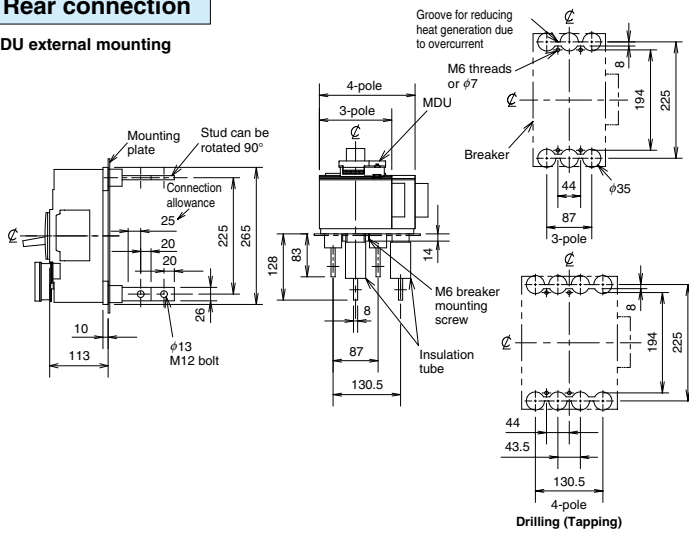 Rear connection
DU external mounting
Mounting
plate
Stud can be
rotated 90°
Connection
allowance
25
20
20
225
265
26
10
113
φ13
M12 bolt
4-pole
3-pole
MDU
128
83
14
8
87
130.5
M6 breaker
mounting
screw
Insulation
tube
Groove for reducing
heat generation due
to overcurrent
M6 threads
or φ7
Breaker
8
194
225
44
φ35
87
3-pole
8
194
225
44
43.5
130.5
4-pole
Drilling (Tapping)